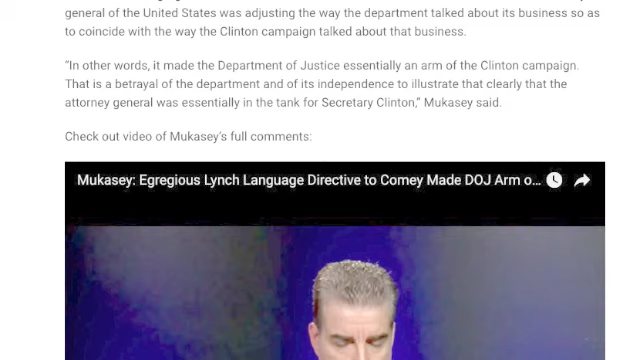 general of the United States was adjusting the way the department talked about its business so as
to coincide with the way the Clinton campaign talked about that business.
“In other words, it made the Department of Justice essentially an arm of the Clinton campaign.
That is a betrayal of the department and of its independence to illustrate that clearly that the
attorney general was essentially in the tank for Secretary Clinton,” Mukasey said.
Check out video of Mukasey’s full comments:
Mukasey: Egregious Lynch Language Directive to Comey Made DOJ Arm o...